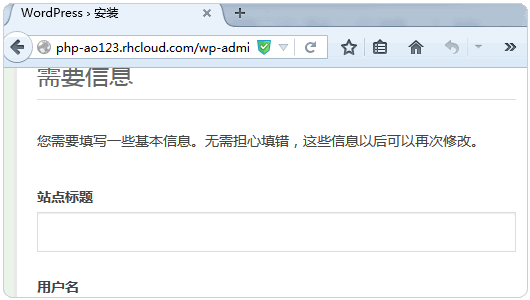 WordPress › 安装
php-ao123.rhcloud.com/wp-admi
需要信息
您需要填写一些基本信息。无需担心填错，这些信息以后可以再次修改。
站点标题
用户名